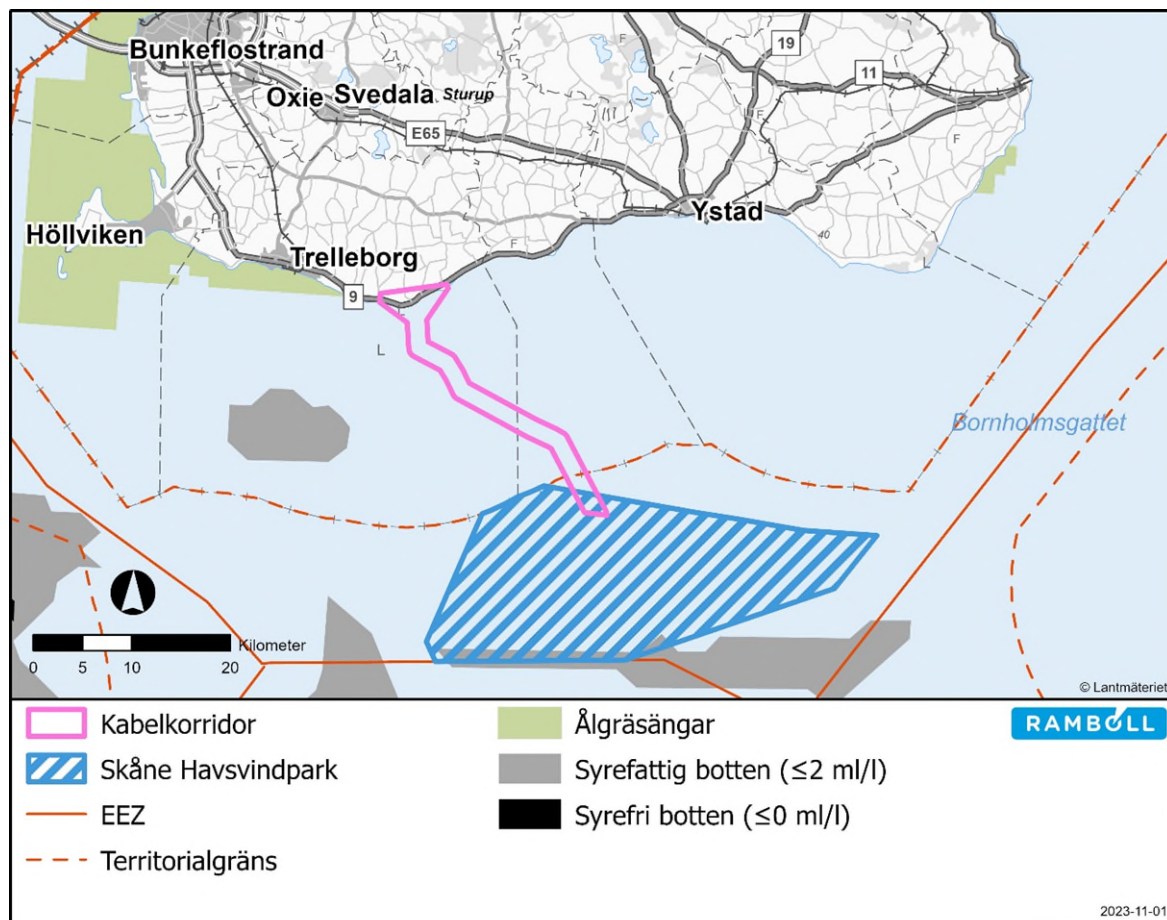 Bunkeflostrand
19
11
F
Oxie
Svedala
Sturup
E65
F
F
Ystad
Höllviken
Trelleborg
F
40
L
9
L
L
Bornholmsgattet
Kilometer
0 5 10 20
© Lantmäteriet
Kabelkorridor
Ålgräsängar
RAMBOLL
Skåne Havsvindpark
Syrefattig botten (≤2 ml/l)
EEZ
Syrefri botten (≤0 ml/l)
Territorialgräns
2023-11-01